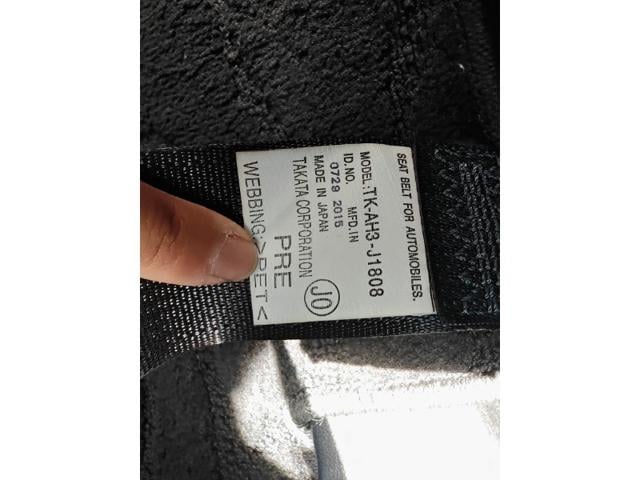 SEAT BELT FOR AUTOMOBILES.
MODEL:TK-AH3-J1808
ID.NO. MFD.IN
0729 2015
MADE IN JAPAN
TAKATA CORPORATION
JO
PRE
WEBBING:>PET<